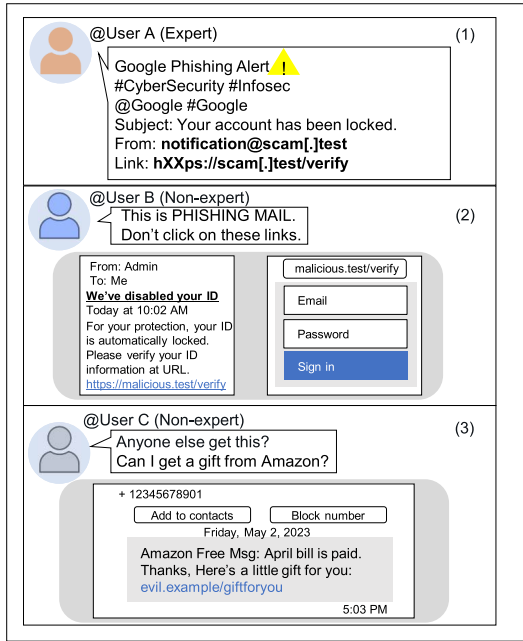 @User A (Expert)
(1)
Google Phishing Alert !
#CyberSecurity #Infosec
@Google #Google
Subject: Your account has been locked.
From: notification@scam[.]test
Link: hXXps://scam[.]test/verify
@User B (Non-expert)
(2)
This is PHISHING MAIL.
Don't click on these links.
From: Admin
To: Me
We've disabled your ID
Today at 10:02 AM
For your protection, your ID
is automatically locked.
Please verify your ID
information at URL.
https://malicious.test/verify
malicious.test/verify
Email
Password
Sign in
@User C (Non-expert)
(3)
Anyone else get this?
Can I get a gift from Amazon?
+ 12345678901
Add to contacts
Block number
Friday, May 2, 2023
Amazon Free Msg: April bill is paid.
Thanks, Here's a little gift for you:
evil.example/giftforyou
5:03 PM